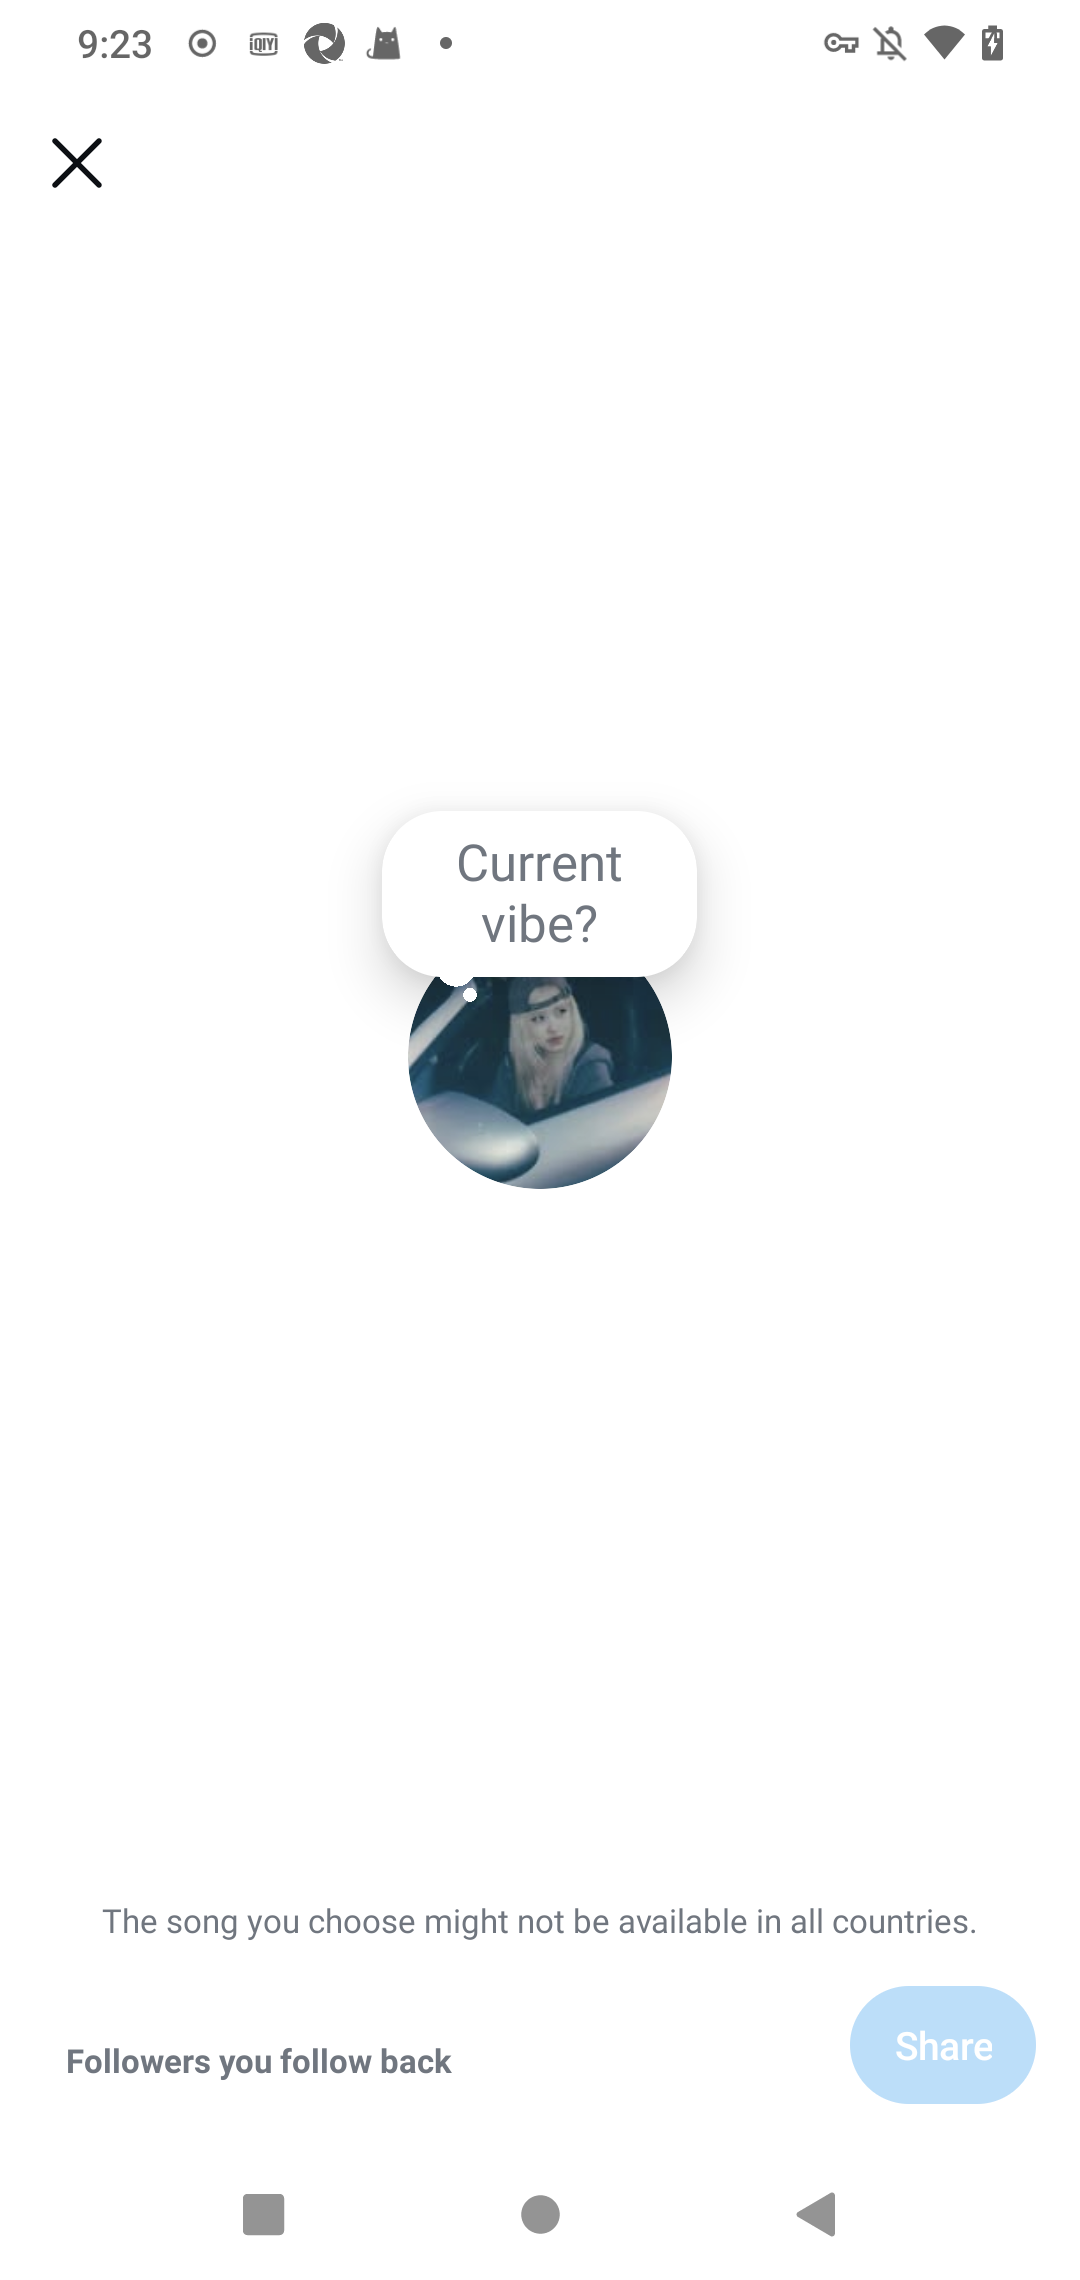 9:23
iQIYI
Current
vibe?
The song you choose might not be available in all countries.
Followers you follow back
Share